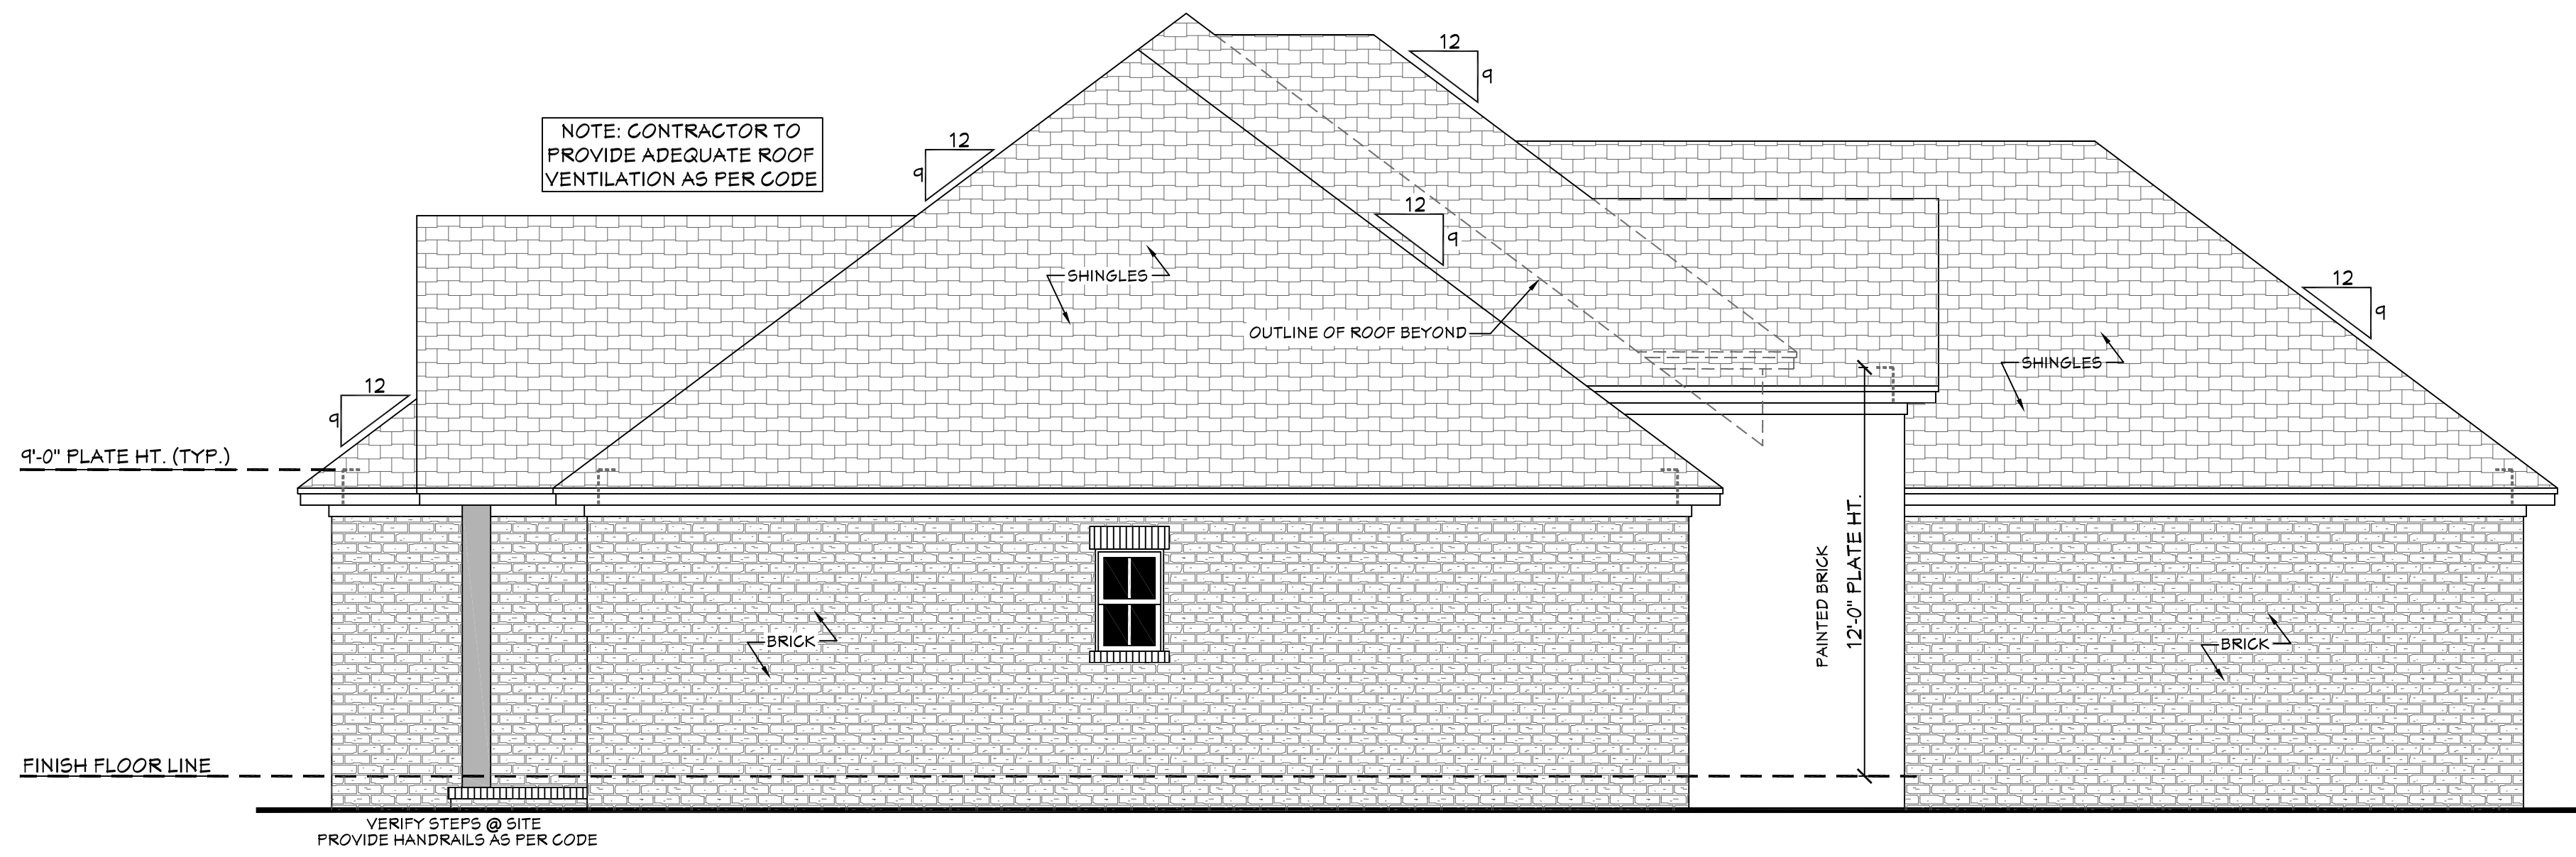 12
9
NOTE: CONTRACTOR TO
PROVIDE ADEQUATE ROOF
VENTILATION AS PER CODE
12
9
12
9
SHINGLES
OUTLINE OF ROOF BEYOND
12
9
SHINGLES
12
9
9'-0" PLATE HT. (TYP.)
PAINTED BRICK
12'-0" PLATE HT.
BRICK
BRICK
FINISH FLOOR LINE
VERIFY STEPS @ SITE
PROVIDE HANDRAILS AS PER CODE